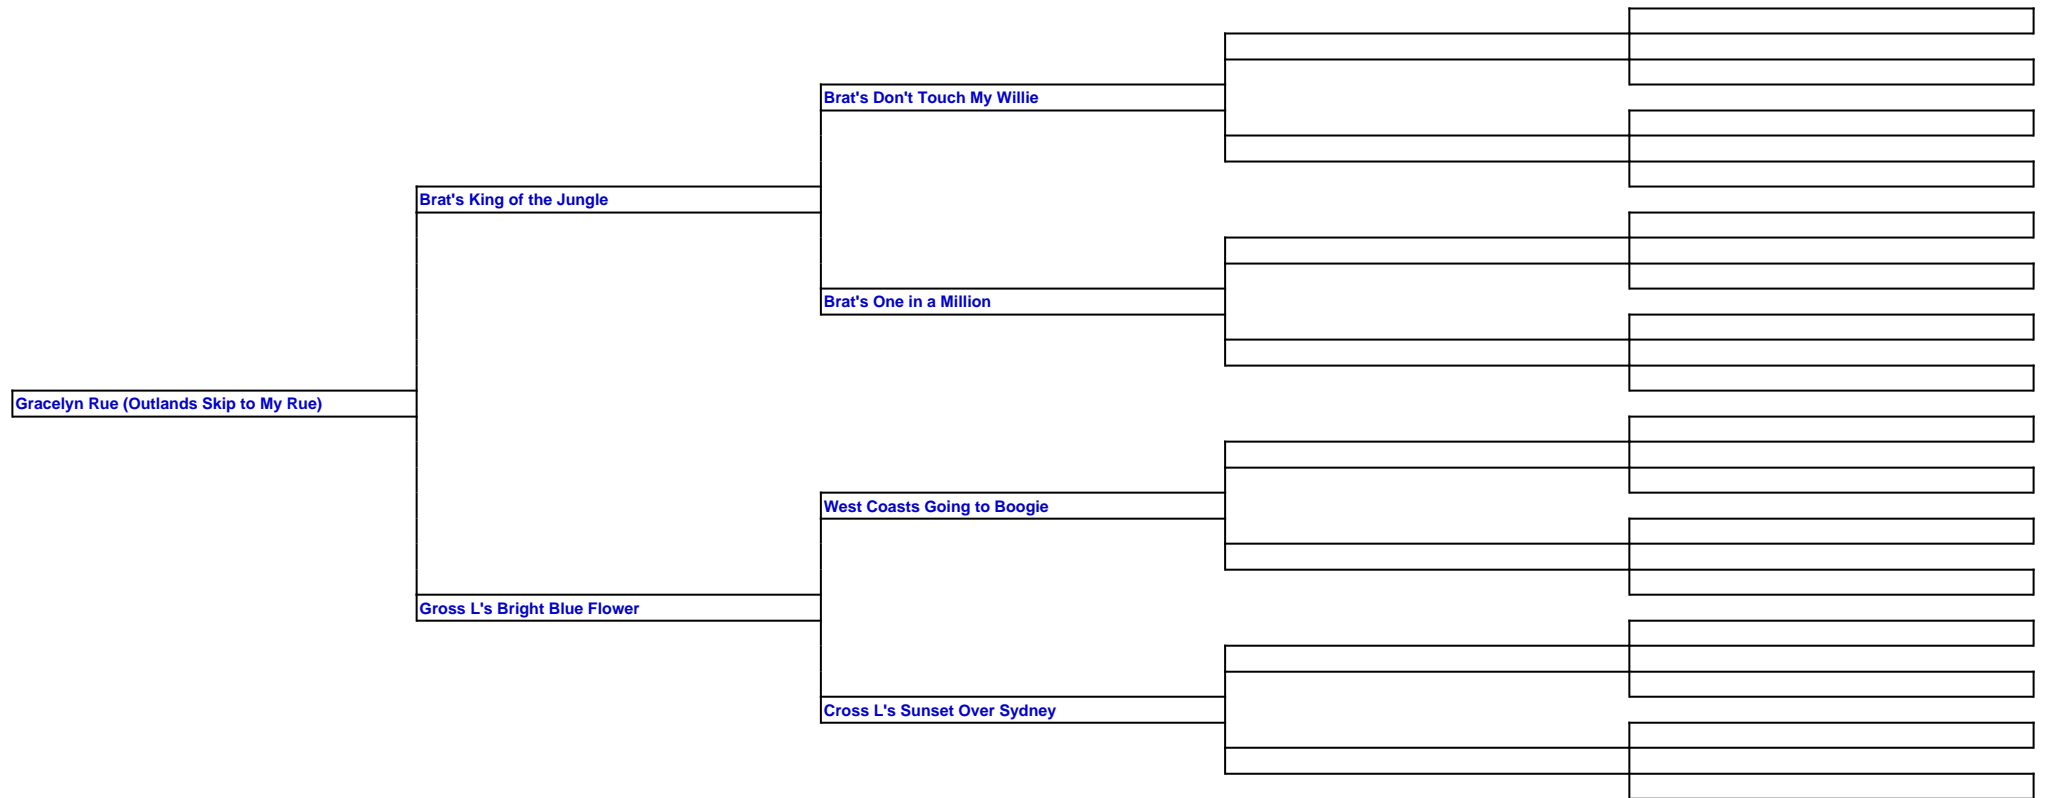 Brat's Don't Touch My Willie
Brat's King of the Jungle
Brat's One in a Million
Gracelyn Rue (Outlands Skip to My Rue)
West Coasts Going to Boogie
Gross L's Bright Blue Flower
Cross L's Sunset Over Sydney